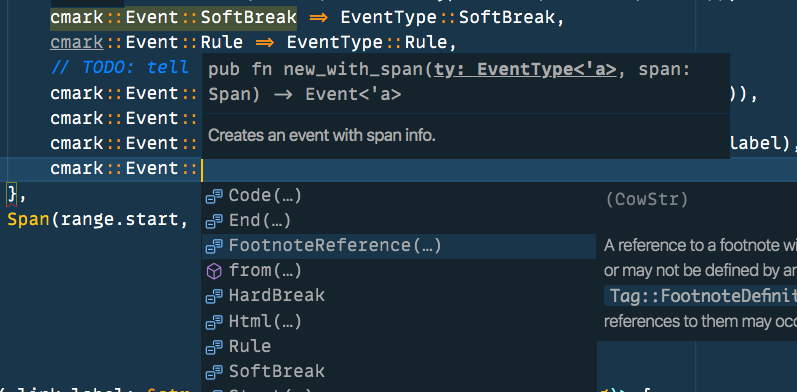 cmark::Event::SoftBreak ⇒ EventType::SoftBreak,
cmark::Event::Rule ⇒ EventType::Rule,
// TODO: tell
pub fn new_with_span(ty: EventType<'a>, span:
Span) → Event<'a>
Creates an event with span info.
cmark::Event:: )),
cmark::Event::
cmark::Event:: label),
cmark::Event::
},
Span(range.start,
Code(…)
End(…)
FootnoteReference(…)
from(…)
HardBreak
Html(…)
Rule
SoftBreak
(CowStr)
A reference to a footnote
or may not be defined by
Tag::FootnoteDefinit
references to them may